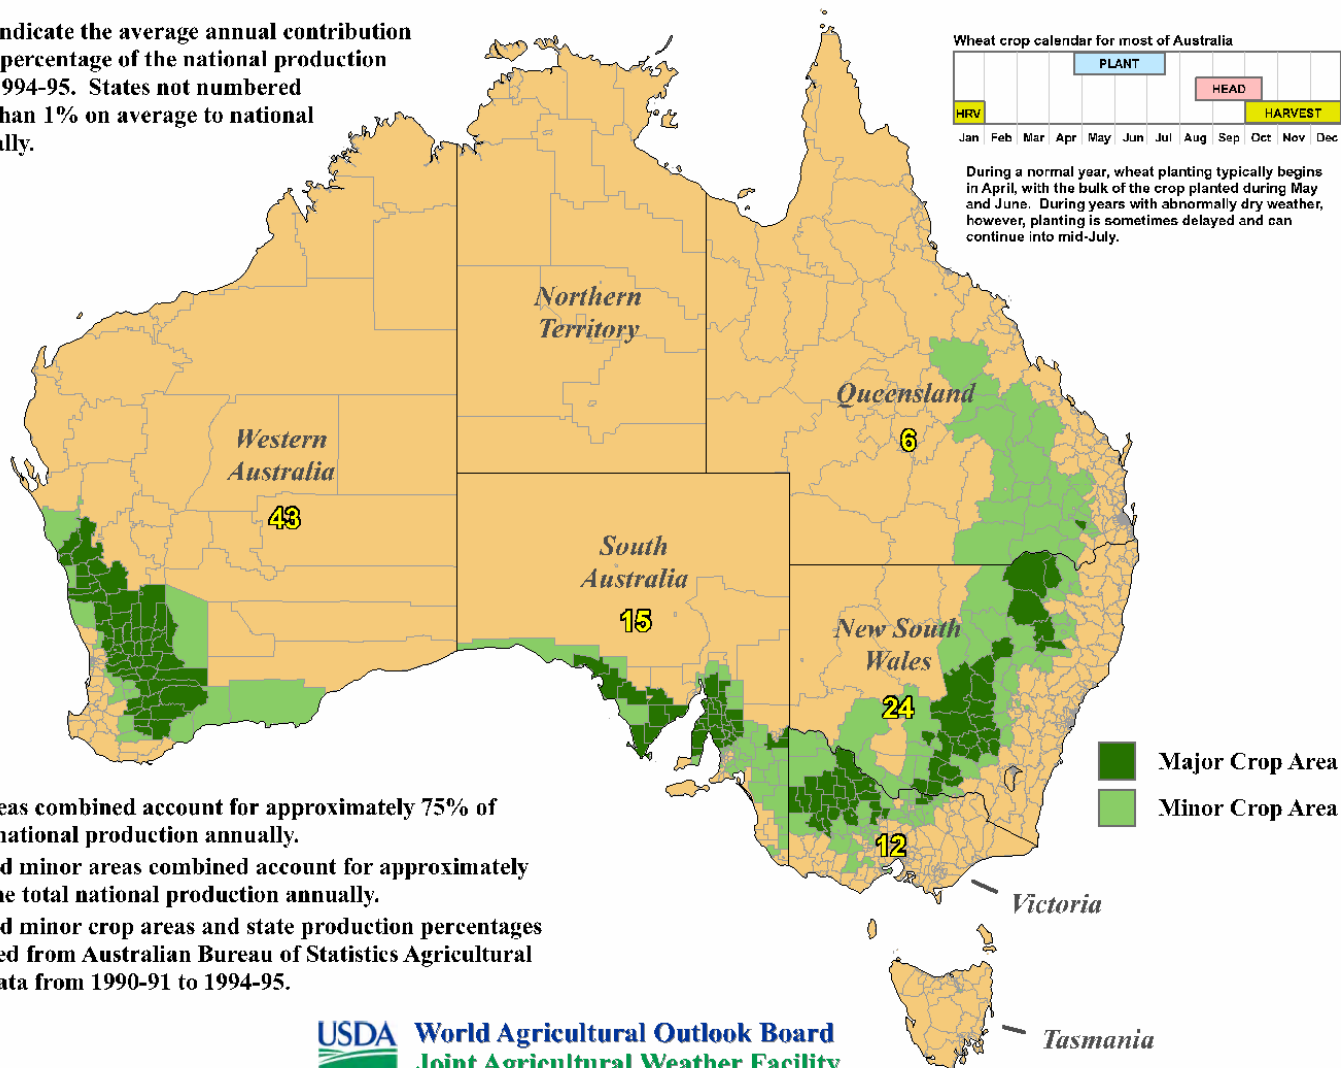 ndicate the average annual contribution
percentage of the national production
994-95. States not numbered
han 1% on average to national
ally.
Wheat crop calendar for most of Australia
PLANT
HEAD
HRV
HARVEST
Jan Feb Mar Apr May Jun Jul Aug Sep Oct Nov Dec
During a normal year, wheat planting typically begins
in April, with the bulk of the crop planted during May
and June. During years with abnormally dry weather,
however, planting is sometimes delayed and can
continue into mid-July.
Northern
Territory
Queensland
6
Western
Australia
43
South
Australia
15
New South
Wales
24
12
Victoria
Tasmania
Major Crop Area
Minor Crop Area
eas combined account for approximately 75% of
national production annually.
d minor areas combined account for approximately
he total national production annually.
d minor crop areas and state production percentages
ed from Australian Bureau of Statistics Agricultural
ata from 1990-91 to 1994-95.
USDA World Agricultural Outlook Board
Joint Agricultural Weather Facility